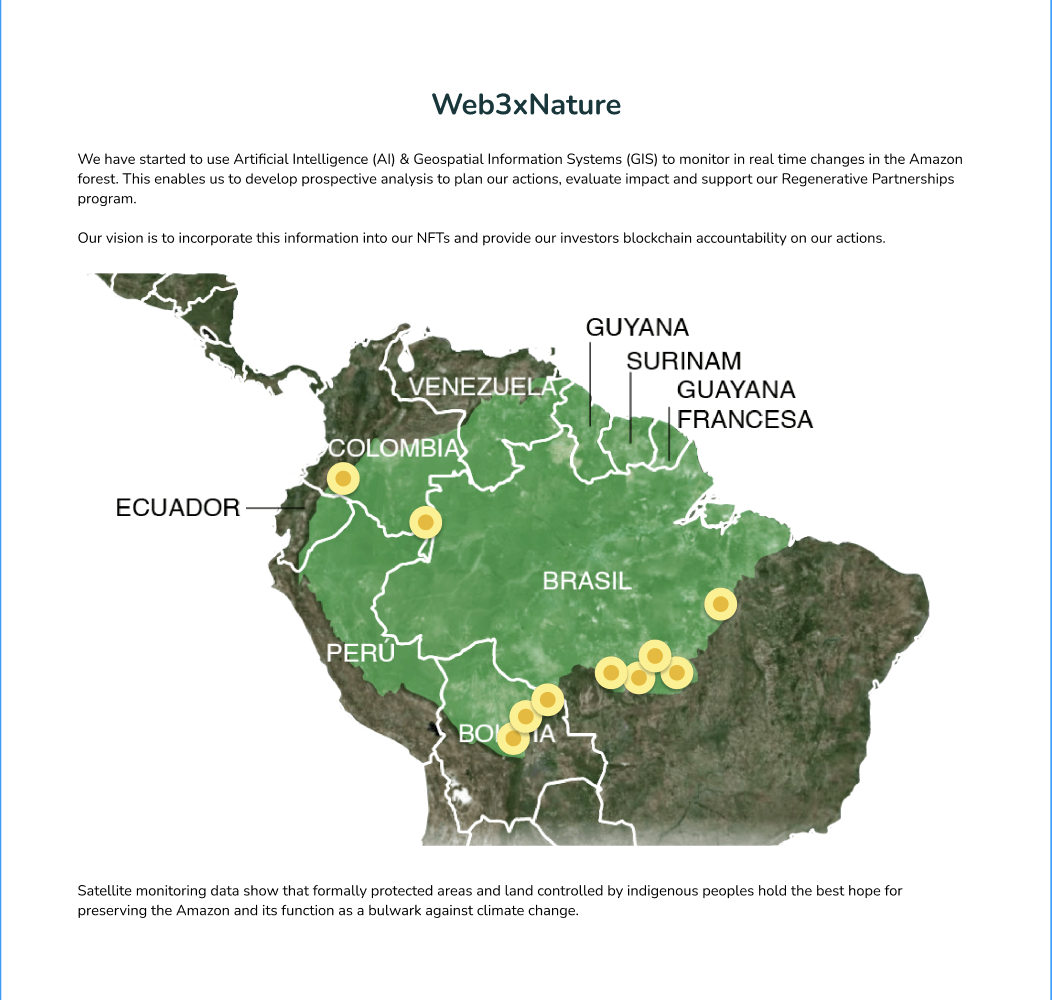 Web3xNature
We have started to use Artificial Intelligence (AI) & Geospatial Information Systems (GIS) to monitor in real time changes in the Amazon
forest. This enables us to develop prospective analysis to plan our actions, evaluate impact and support our Regenerative Partnerships
program.
Our vision is to incorporate this information into our NFTs and provide our investors blockchain accountability on our actions.
GUYANA
SURINAM
GUAYANA
FRANCESA
VENEZUELA
COLOMBIA
ECUADOR
BRASIL
PERÚ
Satellite monitoring data show that formally protected areas and land controlled by indigenous peoples hold the best hope for
preserving the Amazon and its function as a bulwark against climate change.